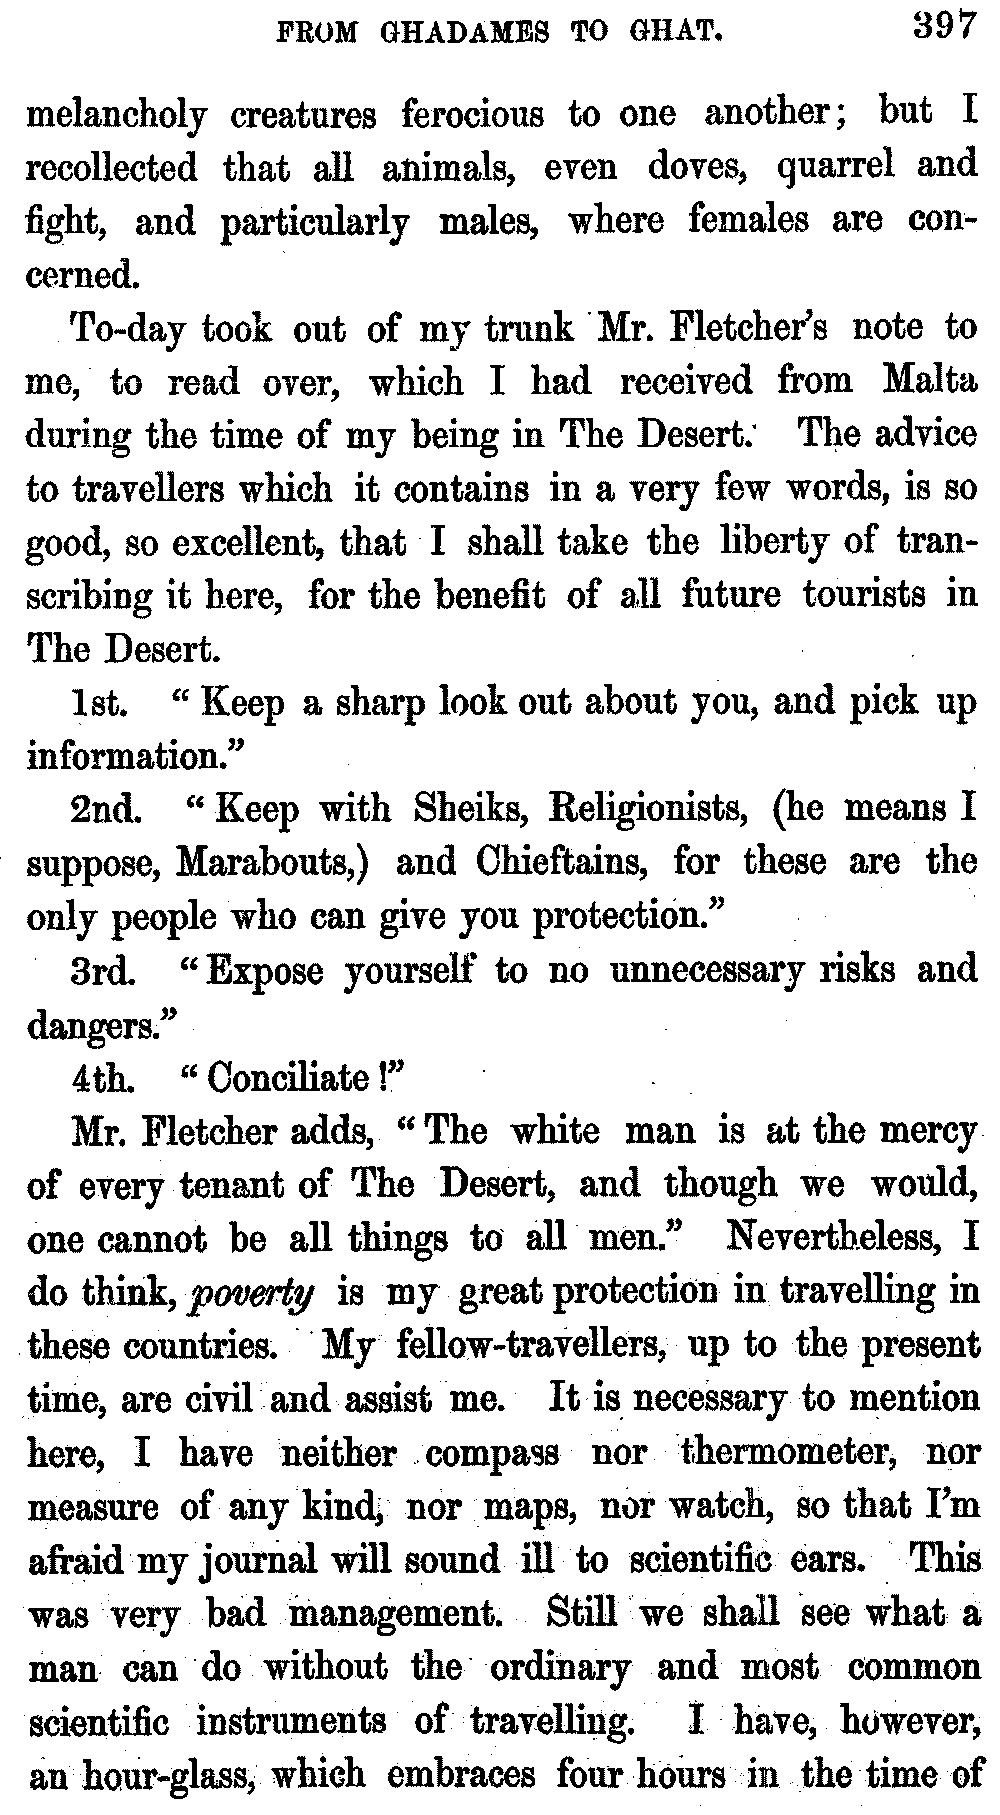 FROM GHADAMES TO GHAT. 397
melancholy creatures ferocious to one another; but I
recollected that all animals, even doves, quarrel and
fight, and particularly males, where females are con-
cerned.
To-day took out of my trunk Mr. Fletcher's note to
me, to read over, which I had received from Malta
during the time of my being in The Desert. The advice
to travellers which it contains in a very few words, is so
good, so excellent, that I shall take the liberty of tran-
scribing it here, for the benefit of all future tourists in
The Desert.
1st. "Keep a sharp look out about you, and pick up
information."
2nd. "Keep with Sheiks, Religionists, (he means I
suppose, Marabouts,) and Chieftains, for these are the
only people who can give you protection."
3rd. "Expose yourself to no unnecessary risks and
dangers."
4th. "Conciliate!"
Mr. Fletcher adds, "The white man is at the mercy
of every tenant of The Desert, and though we would,
one cannot be all things to all men." Nevertheless, I
do think, poverty is my great protection in travelling in
these countries. My fellow-travellers, up to the present
time, are civil and assist me. It is necessary to mention
here, I have neither compass nor thermometer, nor
measure of any kind, nor maps, nor watch, so that I'm
afraid my journal will sound ill to scientific ears. This
was very bad management. Still we shall see what a
man can do without the ordinary and most common
scientific instruments of travelling. I have, however,
an hour-glass, which embraces four hours in the time of